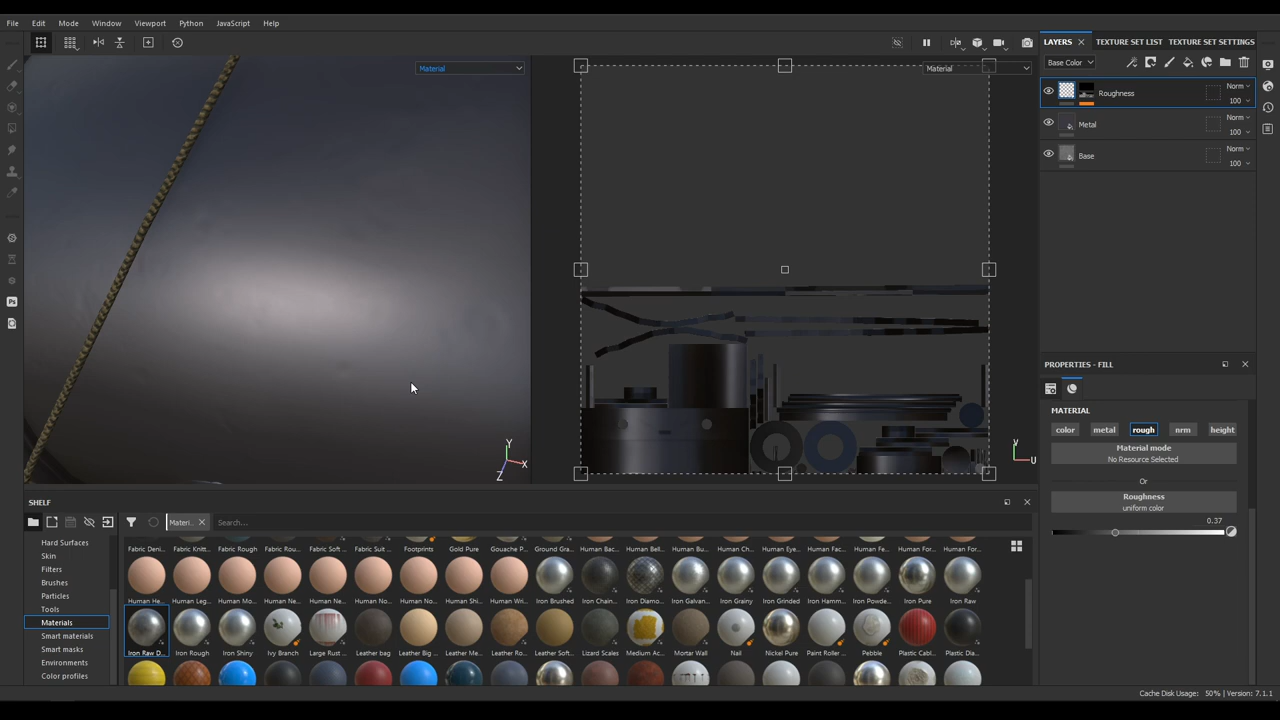 File Edit Mode Window Viewport Python JavaScript Help
Material
Material
LAYERS TEXTURE SET LIST TEXTURE SET SETTINGS
Base Color
Roughness Norm
100
Metal Norm
100
Base Norm
100
Y
X
Z
V
U
PROPERTIES - FILL
MATERIAL
color metal rough nrm height
Material mode
No Resource Selected
Or
Roughness
uniform color
0.37
SHELF
Materi... Search...
Hard Surfaces
Skin
Filters
Brushes
Particles
Tools
Materials
Smart materials
Smart masks
Environments
Color profiles
Fabric Deni... Fabric Knitt... Fabric Rough Fabric Rou... Fabric Soft ... Fabric Suit ... Footprints Gold Pure Gouache P... Ground Gra... Human Bac... Human Bell... Human Bu... Human Ch... Human Eye... Human Fac... Human Fe... Human For... Human For...
Human He... Human Leg... Human Mo... Human Ne... Human Ne... Human No... Human No... Human Shi... Human Wri... Iron Brushed Iron Chain... Iron Diamo... Iron Galvan... Iron Grainy Iron Grinded Iron Hamm... Iron Powde... Iron Pure Iron Raw
Iron Raw D... Iron Rough Iron Shiny Ivy Branch Large Rust ... Leather bag Leather Big ... Leather Me... Leather Ro... Leather Soft... Lizard Scales Medium Ac... Mortar Wall Nail Nickel Pure Paint Roller ... Pebble Plastic Cabl... Plastic Dia...
Cache Disk Usage: 50% | Version: 7.1.1